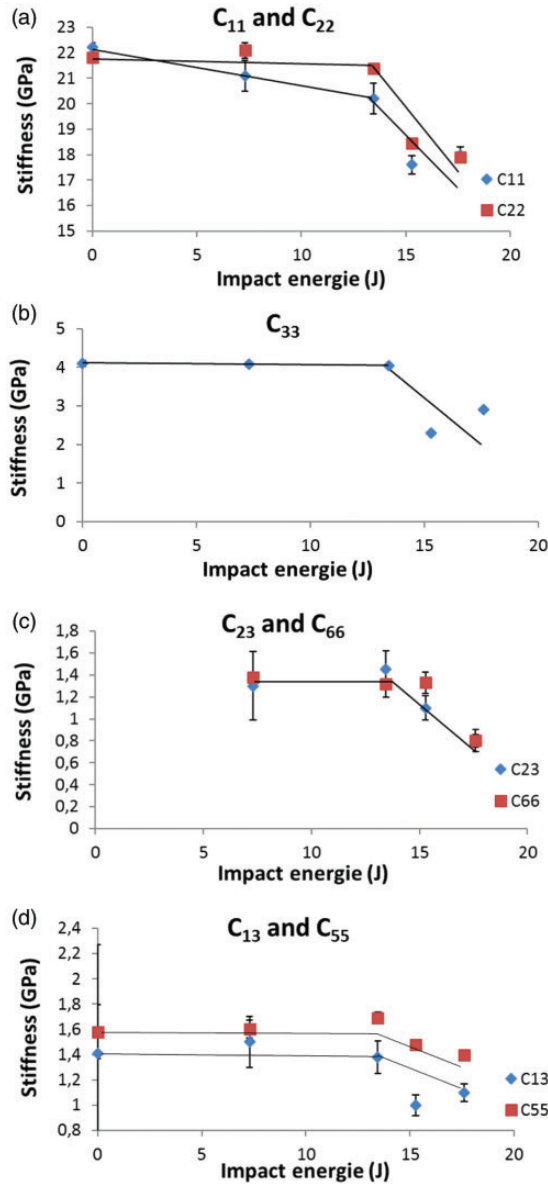 (a)
C₁₁ and C₂₂
Stiffness (GPa)
23
22
21
20
19
18
17
16
15
0 5 10 15 20
Impact energie (J)
C11
C22
(b)
C₃₃
Stiffness (GPa)
5
4
3
2
1
0
0 5 10 15 20
Impact energie (J)
(c)
C₂₃ and C₆₆
Stiffness (GPa)
1,8
1,6
1,4
1,2
1
0,8
0,6
0,4
0,2
0
0 5 10 15 20
Impact energie (J)
C23
C66
(d)
C₁₃ and C₅₅
Stiffness (GPa)
2,4
2,2
2
1,8
1,6
1,4
1,2
1
0,8
0 5 10 15 20
Impact energie (J)
C13
C55